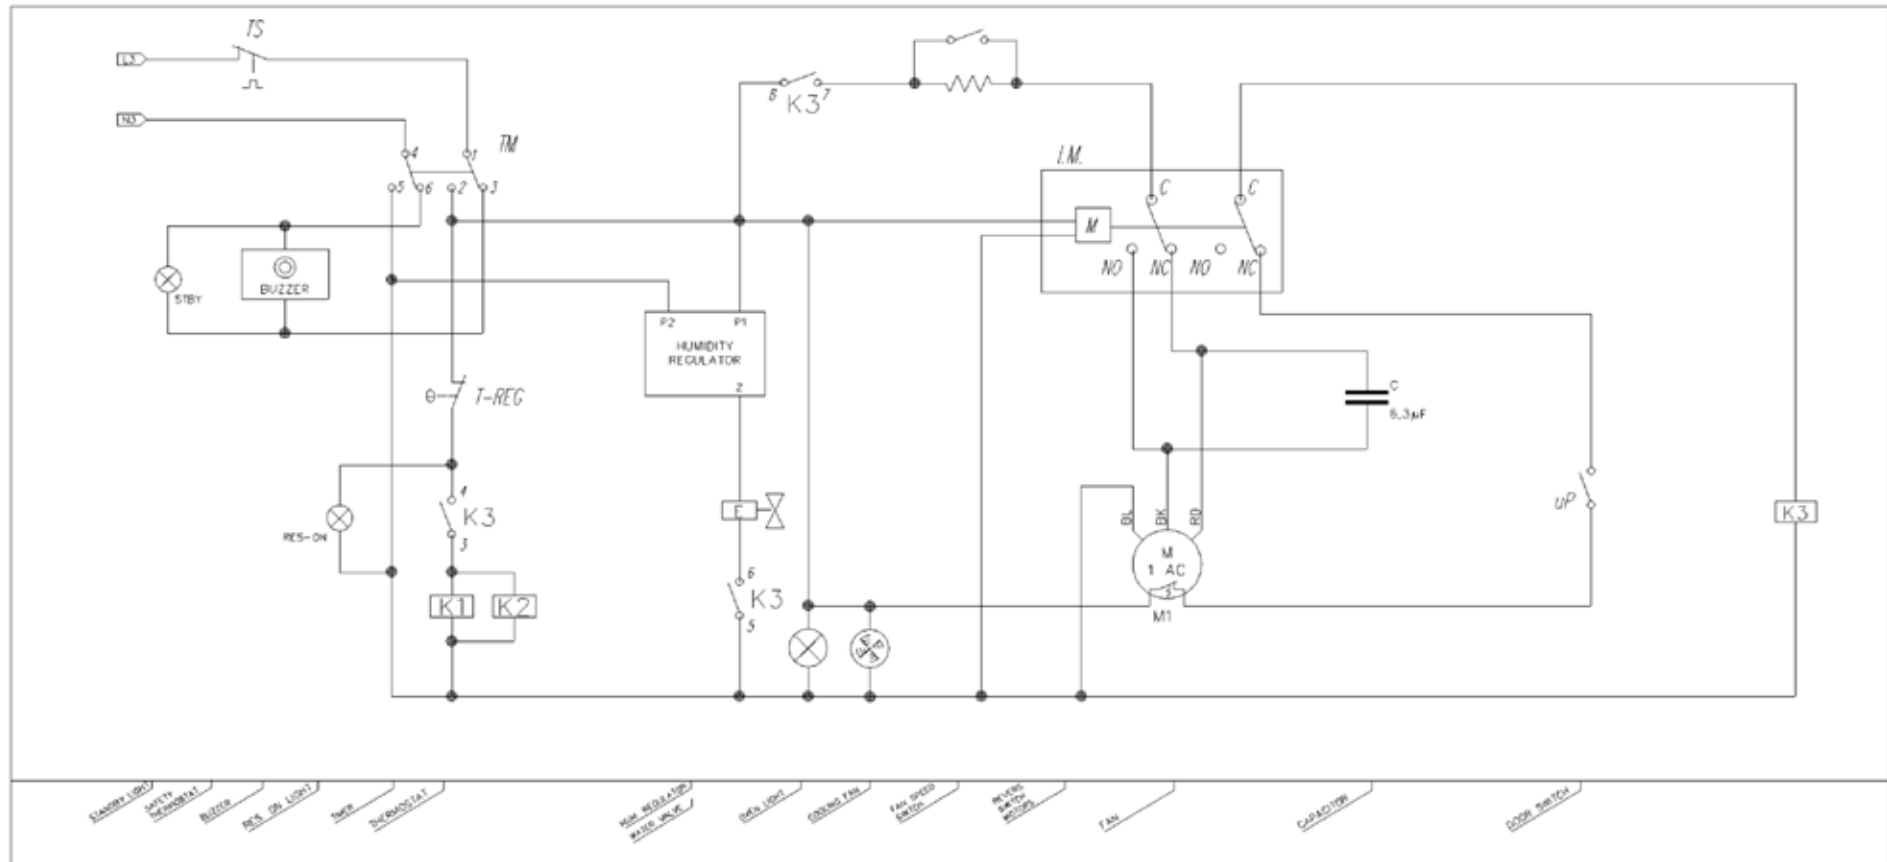 TS
L3
N3
TM
4
1
5
6
2
3
8
K3
7
I.M.
C
C
M
NO
NC
NO
NC
STBY
BUZZER
P2
P1
HUMIDITY
REGULATOR
2
θ
T-REG
C
6,3µF
4
K3
3
RES-ON
E
6
K3
5
BL
BK
RD
M
1 AC
M1
uP
K3
K1
K2
STANDBY LIGHT
SAFETY
THERMOSTAT
BUZZER
RES. ON LIGHT
TIMER
THERMOSTAT
HUM. REGULATOR
WATER VALVE
OVEN LIGHT
COOLING FAN
FAN SPEED
SWITCH
REVERS
SWITCH
MOTORS
FAN
CAPACITOR
DOOR SWITCH